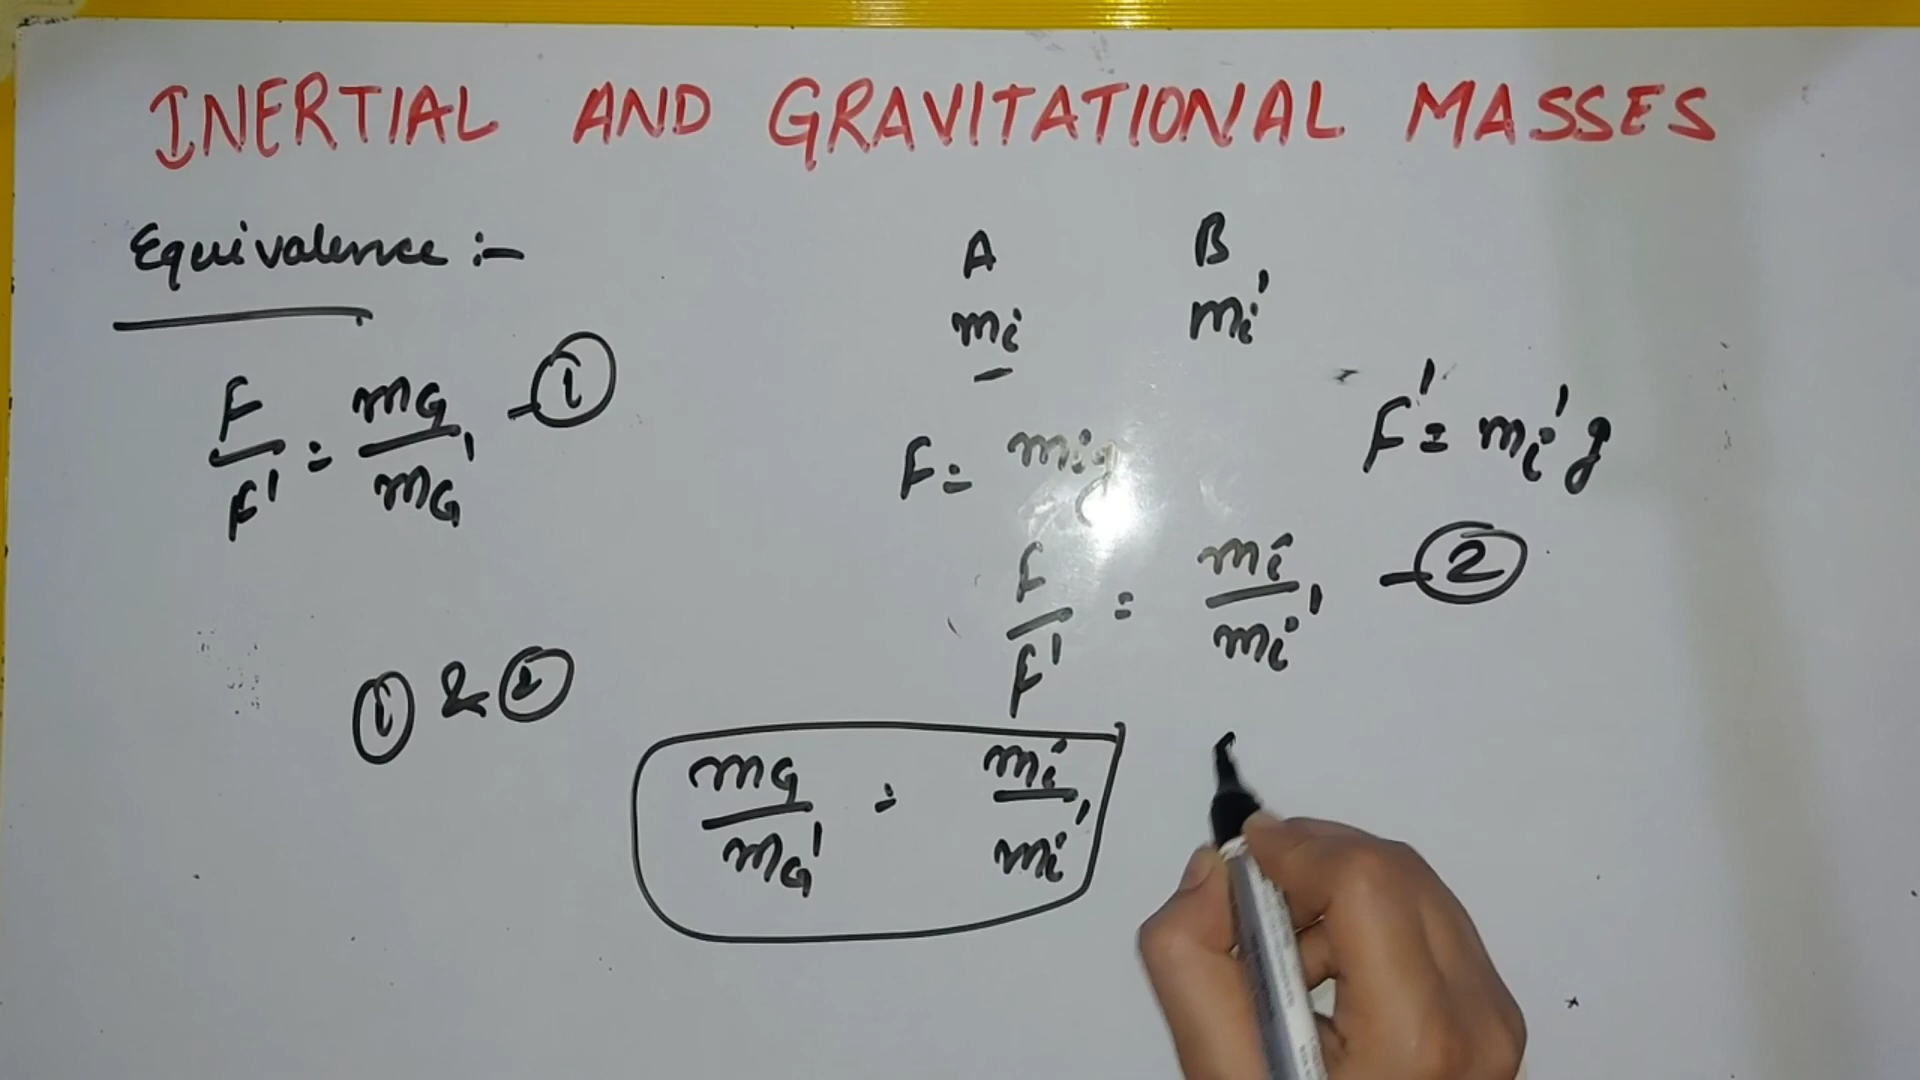 INERTIAL AND GRAVITATIONAL MASSES
Equivalence :-
A B
mi mi'
F/F' = mG/mG' - ①
F = mig F' = mi'g
F/F' = mi/mi' - ②
① & ②
mG/mG' = mi/mi'